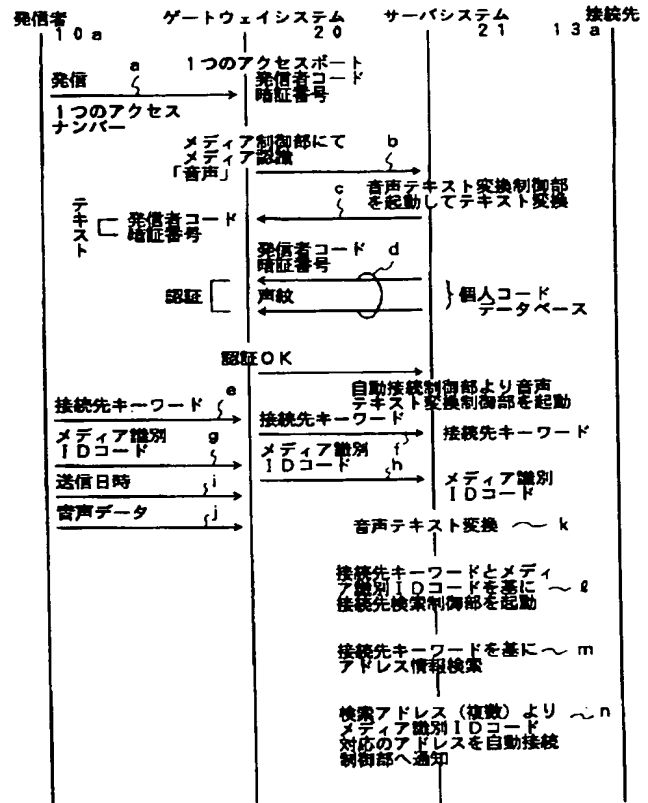 発信者 ゲートウェイシステム サーバシステム 接続先
10a 20 21 13a
a 1つのアクセスポート
発信 発信者コード
暗証番号
1つのアクセス
ナンバー
メディア制御部にて b
メディア認識
「音声」
c 音声テキスト変換制御部
を起動してテキスト変換
テキスト 発信者コード
暗証番号
発信者コード d
暗証番号
認証 声紋 個人コード
データベース
認証OK
自動接続制御部より音声
テキスト変換制御部を起動
接続先キーワード e
接続先キーワード 接続先キーワード
メディア識別 g
IDコード
メディア識別 f
IDコード h
メディア識別
IDコード
送信日時 i
音声データ j
音声テキスト変換 〜 k
接続先キーワードとメディ
ア識別IDコードを基に 〜 ℓ
接続先検索制御部を起動
接続先キーワードを基に 〜 m
アドレス情報検索
検索アドレス(複数)より 〜 n
メディア識別IDコード
対応のアドレスを自動接続
制御部へ通知